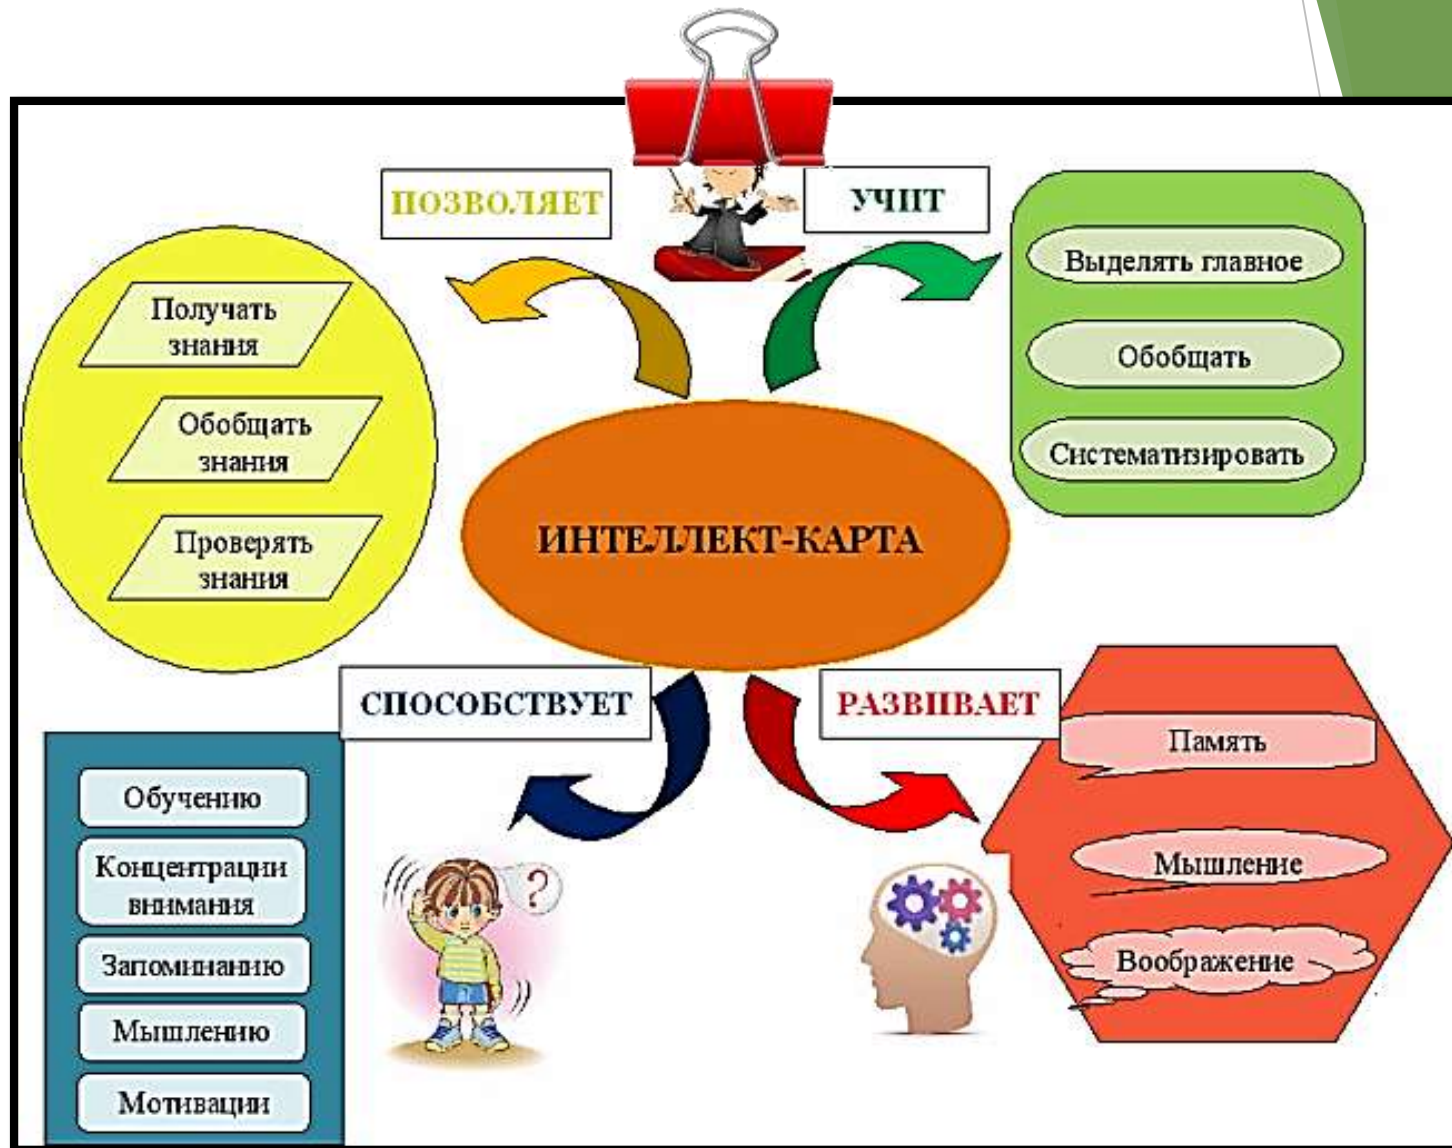 ПОЗВОЛЯЕТ
Получать
знания
Обобщать
знания
Проверять
знания
УЧИТ
Выделять главное
Обобщать
Систематизировать
ИНТЕЛЛЕКТ-КАРТА
СПОСОБСТВУЕТ
Обучению
Концентрации
внимания
Запоминанию
Мышлению
Мотивации
?
РАЗВИВАЕТ
Память
Мышление
Воображение